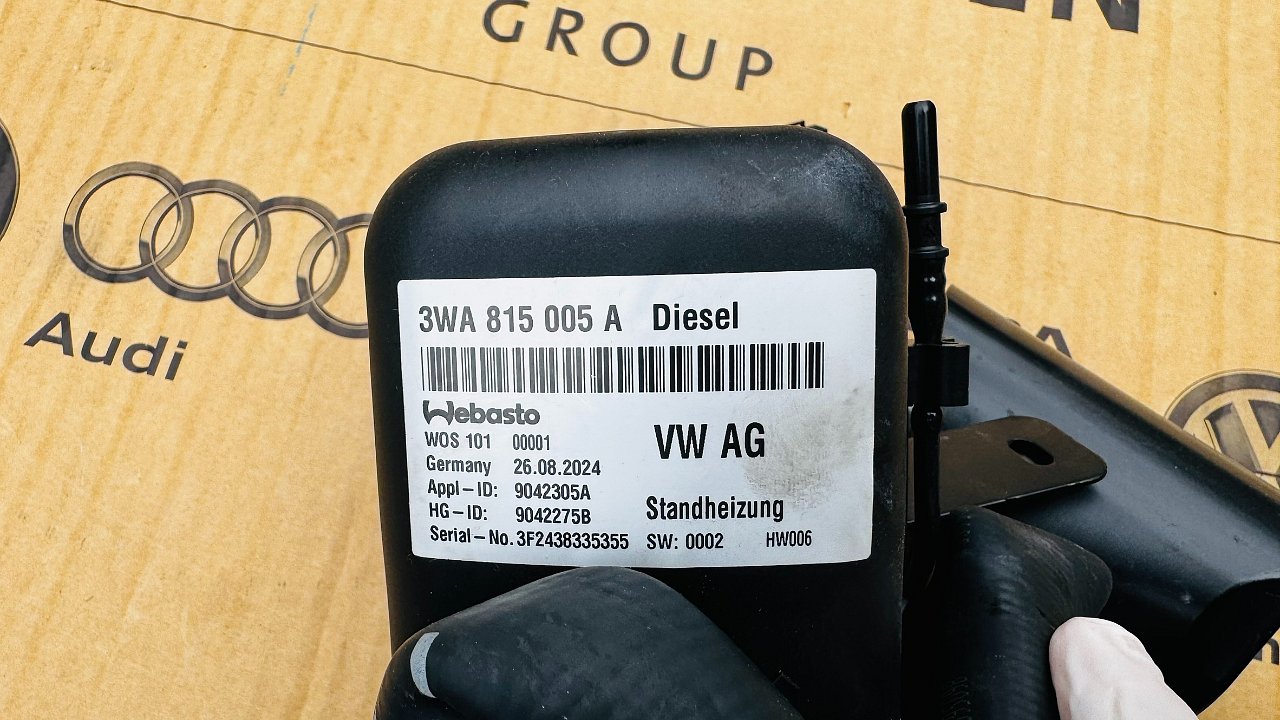 GROUP
Audi
3WA 815 005 A Diesel
Webasto
WOS 101 00001
VW AG
Germany 26.08.2024
Appl-ID: 9042305A
HG-ID: 9042275B
Standheizung
Serial-No. 3F2438335355 SW: 0002 HW006